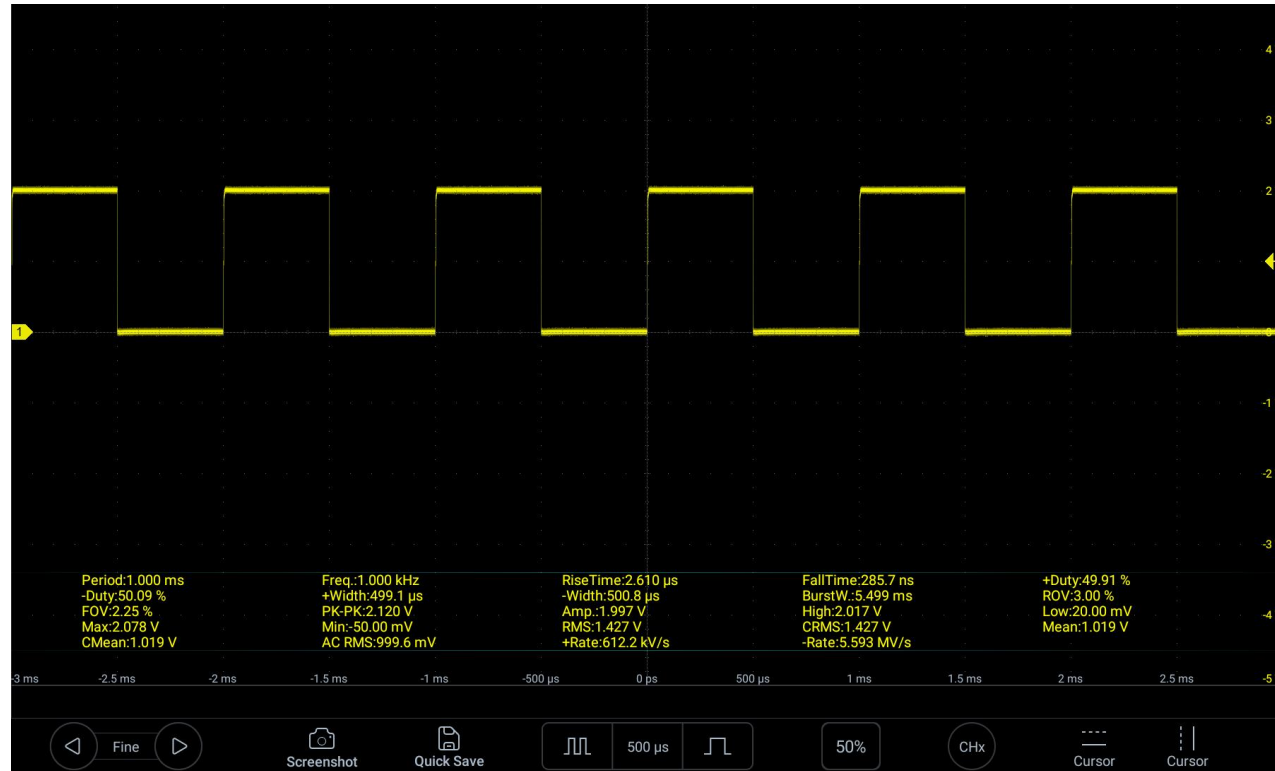 4
3
2
1
0
-1
-2
-3
Period:1.000 ms Freq.:1.000 kHz RiseTime:2.610 µs FallTime:285.7 ns +Duty:49.91 %
-Duty:50.09 % +Width:499.1 µs -Width:500.8 µs BurstW.:5.499 ms ROV:3.00 %
FOV:2.25 % PK-PK:2.120 V Amp.:1.997 V High:2.017 V Low:20.00 mV
-4
Max:2.078 V Min:-50.00 mV RMS:1.427 V CRMS:1.427 V Mean:1.019 V
CMean:1.019 V AC RMS:999.6 mV +Rate:612.2 kV/s -Rate:5.593 MV/s
-3 ms -2.5 ms -2 ms -1.5 ms -1 ms -500 µs 0 ps 500 µs 1 ms 1.5 ms 2 ms 2.5 ms -5
Fine Screenshot Quick Save 500 µs 50% CHx Cursor Cursor